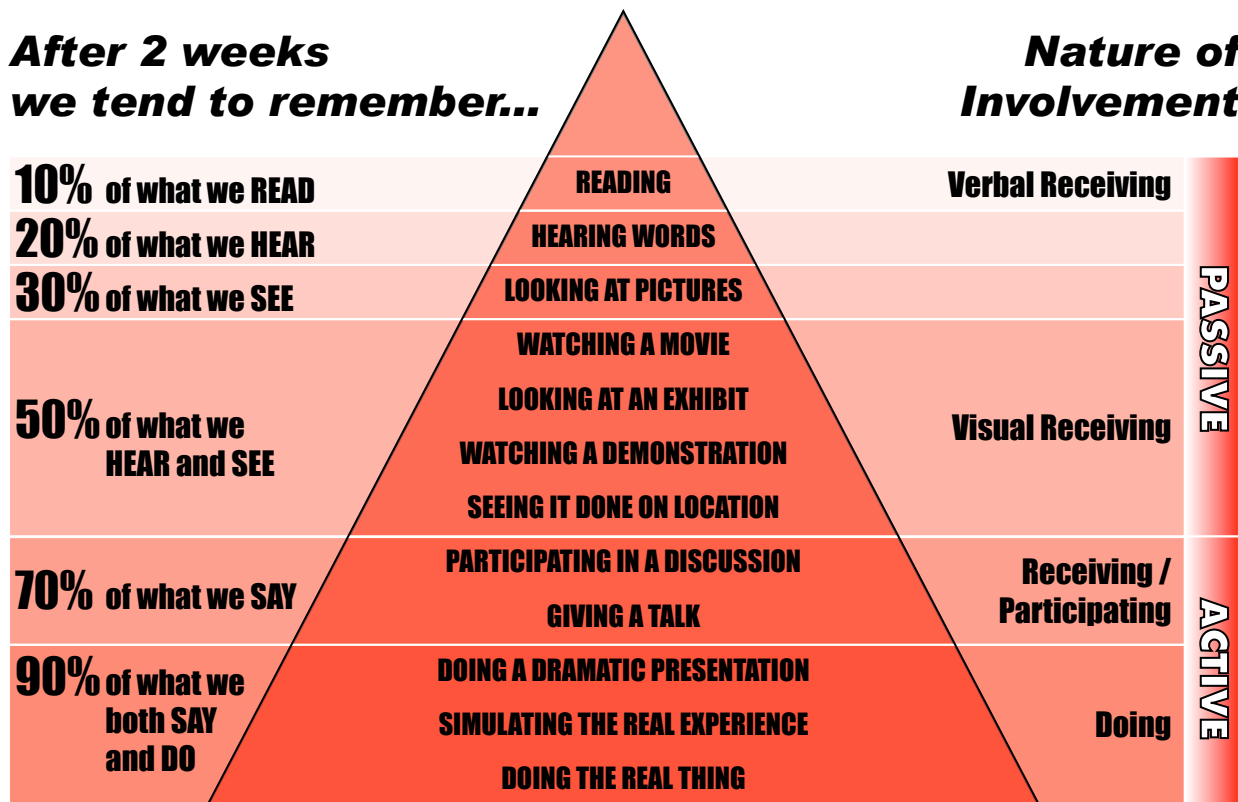 After 2 weeks
we tend to remember...
Nature of
Involvement
10% of what we READ
READING
Verbal Receiving
20% of what we HEAR
HEARING WORDS
30% of what we SEE
LOOKING AT PICTURES
50% of what we
HEAR and SEE
WATCHING A MOVIE
LOOKING AT AN EXHIBIT
WATCHING A DEMONSTRATION
SEEING IT DONE ON LOCATION
Visual Receiving
PASSIVE
70% of what we SAY
PARTICIPATING IN A DISCUSSION
GIVING A TALK
Receiving /
Participating
90% of what we
both SAY
and DO
DOING A DRAMATIC PRESENTATION
SIMULATING THE REAL EXPERIENCE
DOING THE REAL THING
Doing
ACTIVE